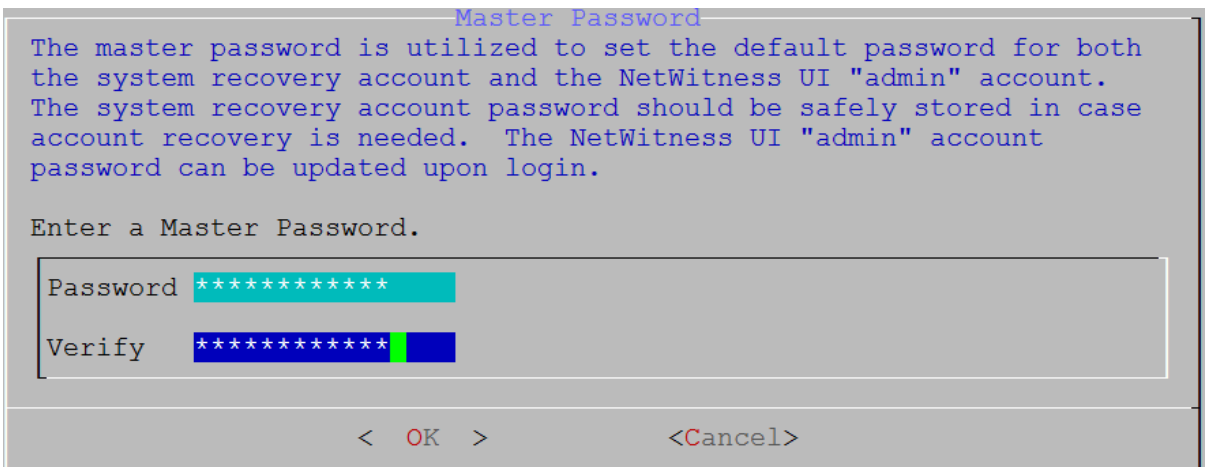 Master Password
The master password is utilized to set the default password for both
the system recovery account and the NetWitness UI "admin" account.
The system recovery account password should be safely stored in case
account recovery is needed.  The NetWitness UI "admin" account
password can be updated upon login.
Enter a Master Password.
Password ************
Verify ************
< OK > <Cancel>